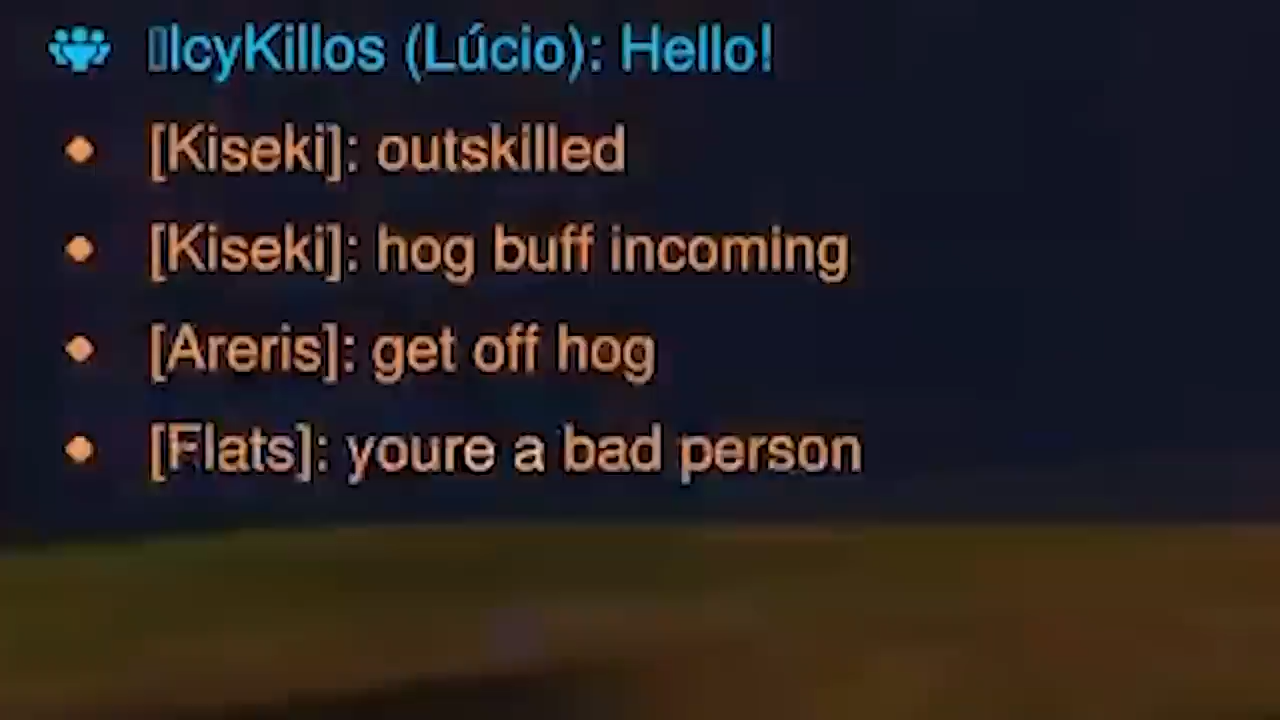 IcyKillos (Lúcio): Hello!
[Kiseki]: outskilled
[Kiseki]: hog buff incoming
[Areris]: get off hog
[Flats]: youre a bad person